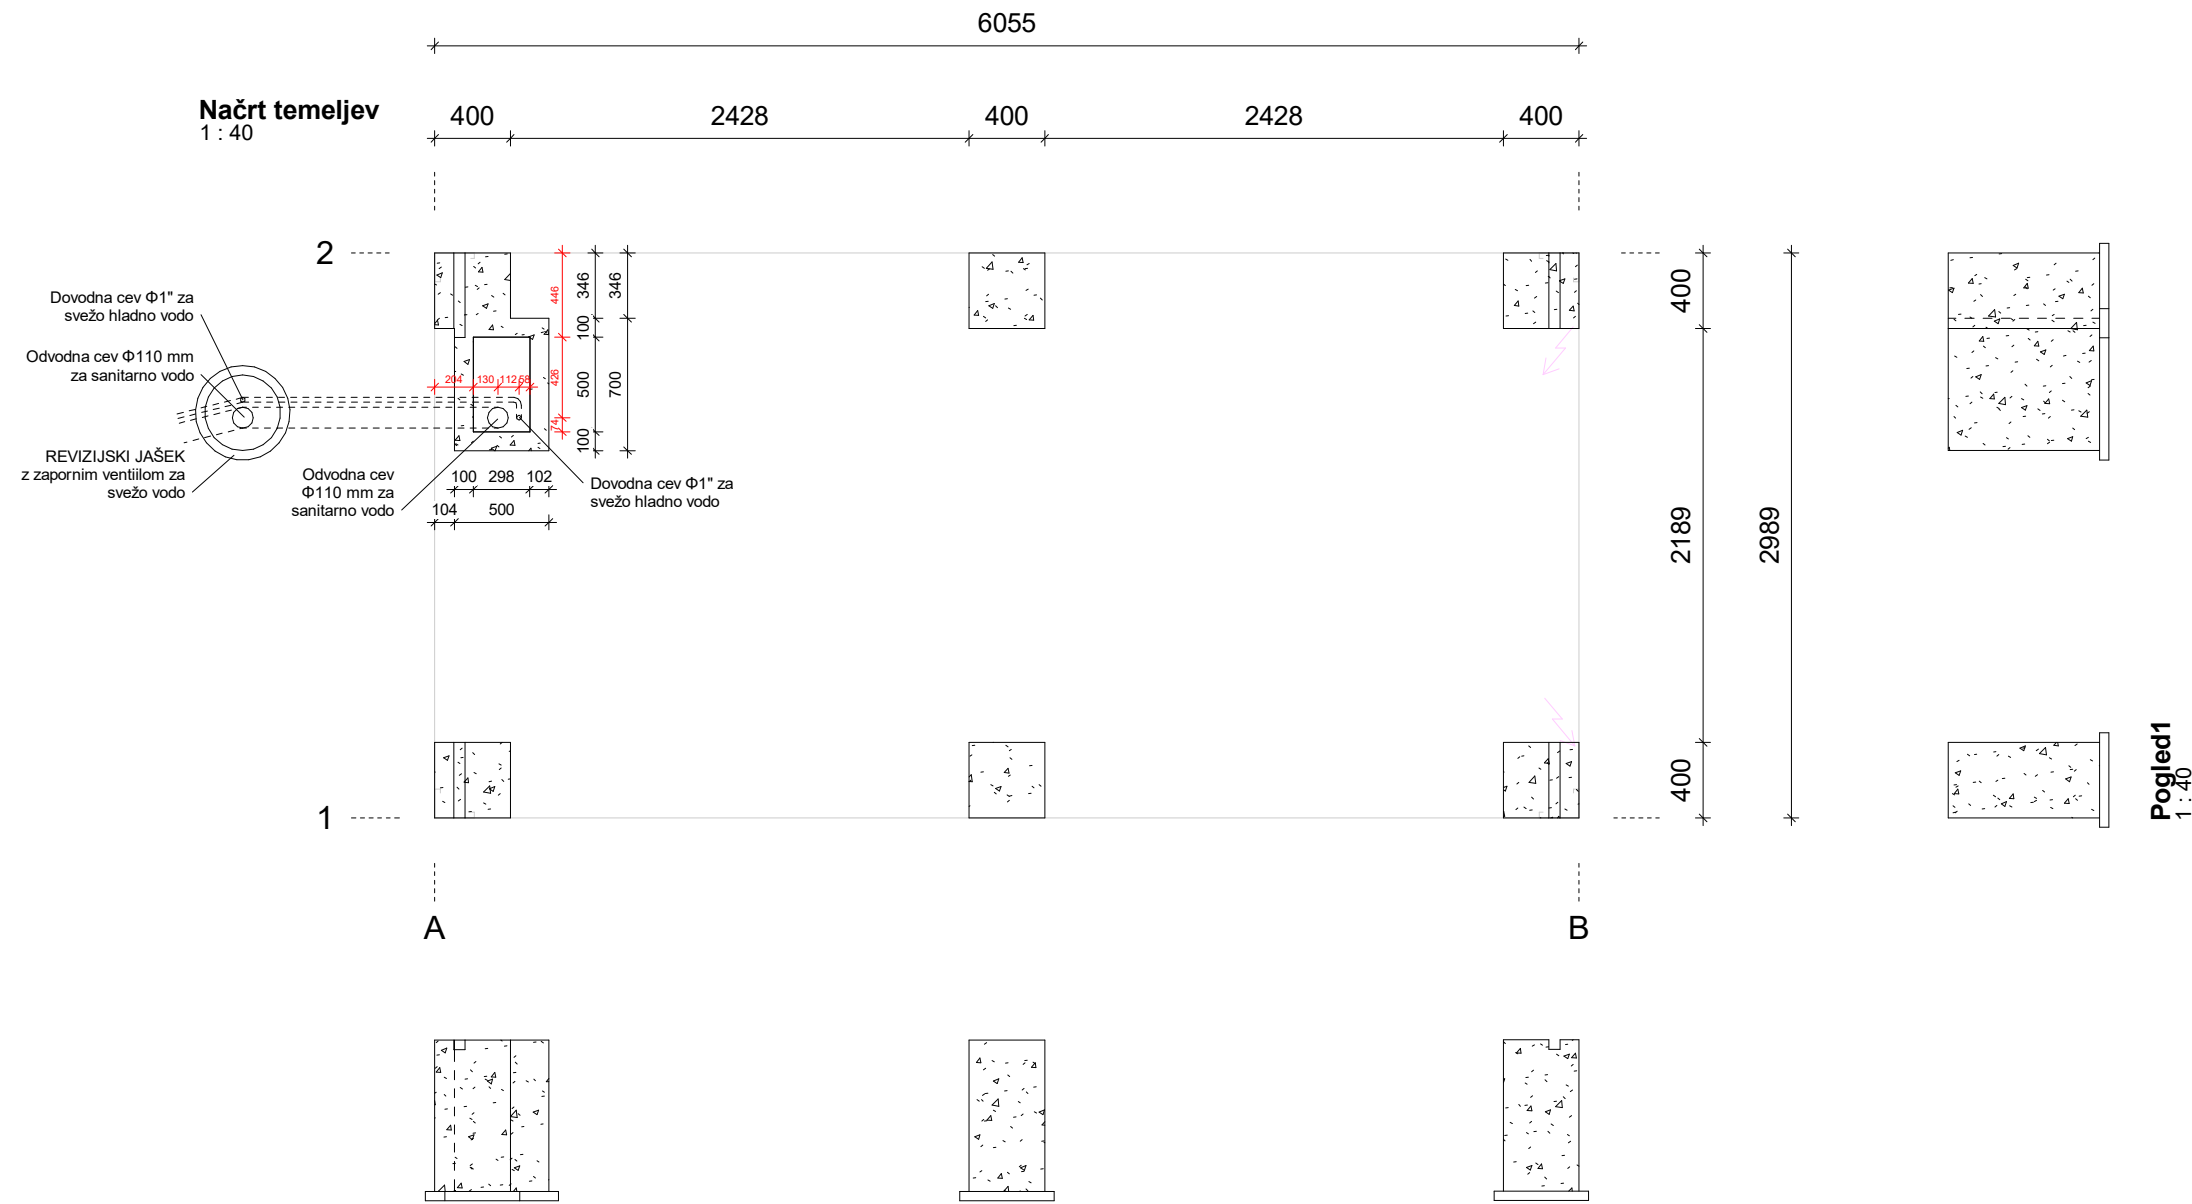 6055
Načrt temeljev
1 : 40
400
2428
400
2428
400
2
Dovodna cev Φ1" za
svežo hladno vodo
Odvodna cev Φ110 mm
za sanitarno vodo
REVIZIJSKI JAŠEK
z zapornim ventiilom za
svežo vodo
446
346
346
100
204
130
112
58
426
500
700
74
100
100
298
102
104
500
Odvodna cev
Φ110 mm za
sanitarno vodo
Dovodna cev Φ1" za
svežo hladno vodo
400
2189
2989
400
1
A
B
Pogled1
1 : 40